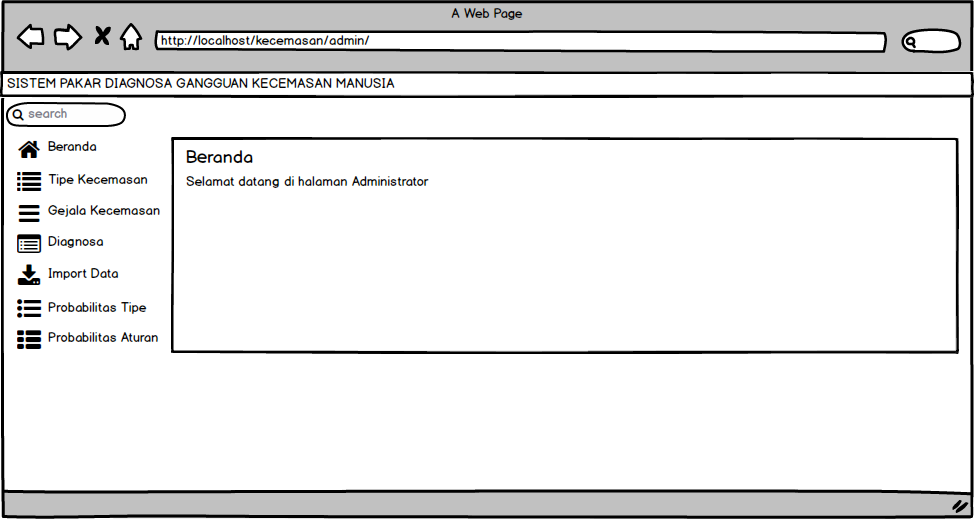 A Web Page
http://localhost/kecemasan/admin/
SISTEM PAKAR DIAGNOSA GANGGUAN KECEMASAN MANUSIA
search
Beranda
Tipe Kecemasan
Gejala Kecemasan
Diagnosa
Import Data
Probabilitas Tipe
Probabilitas Aturan
Beranda
Selamat datang di halaman Administrator